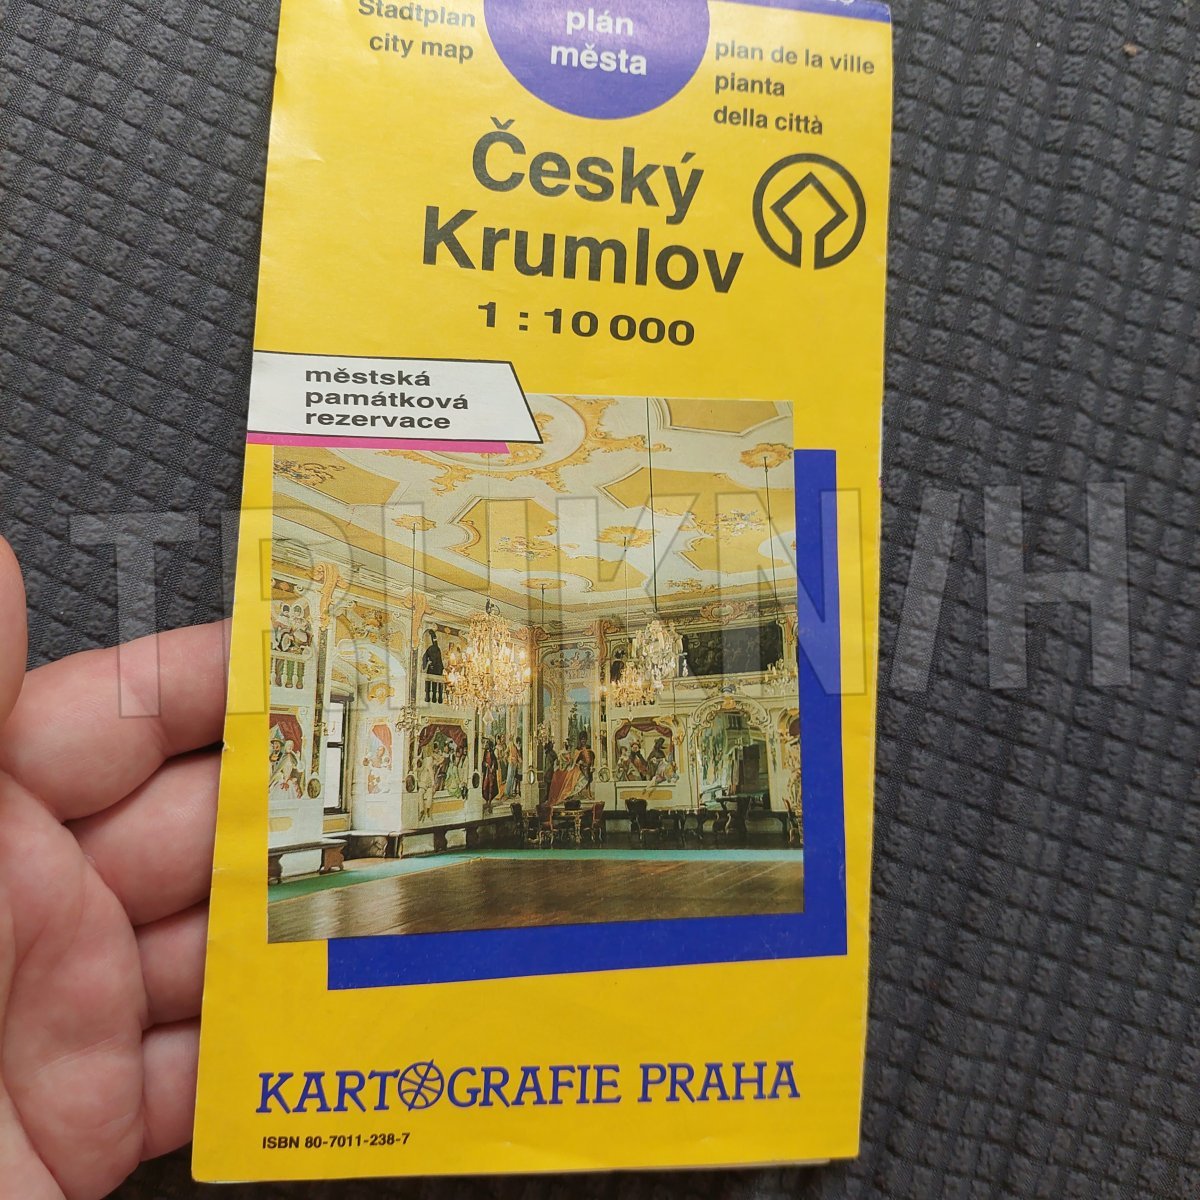 Stadtplan
city map
plán
města
plan de la ville
pianta
della città
Český
Krumlov
1 : 10 000
městská
památková
rezervace
KARTOGRAFIE PRAHA
ISBN 80-7011-238-7